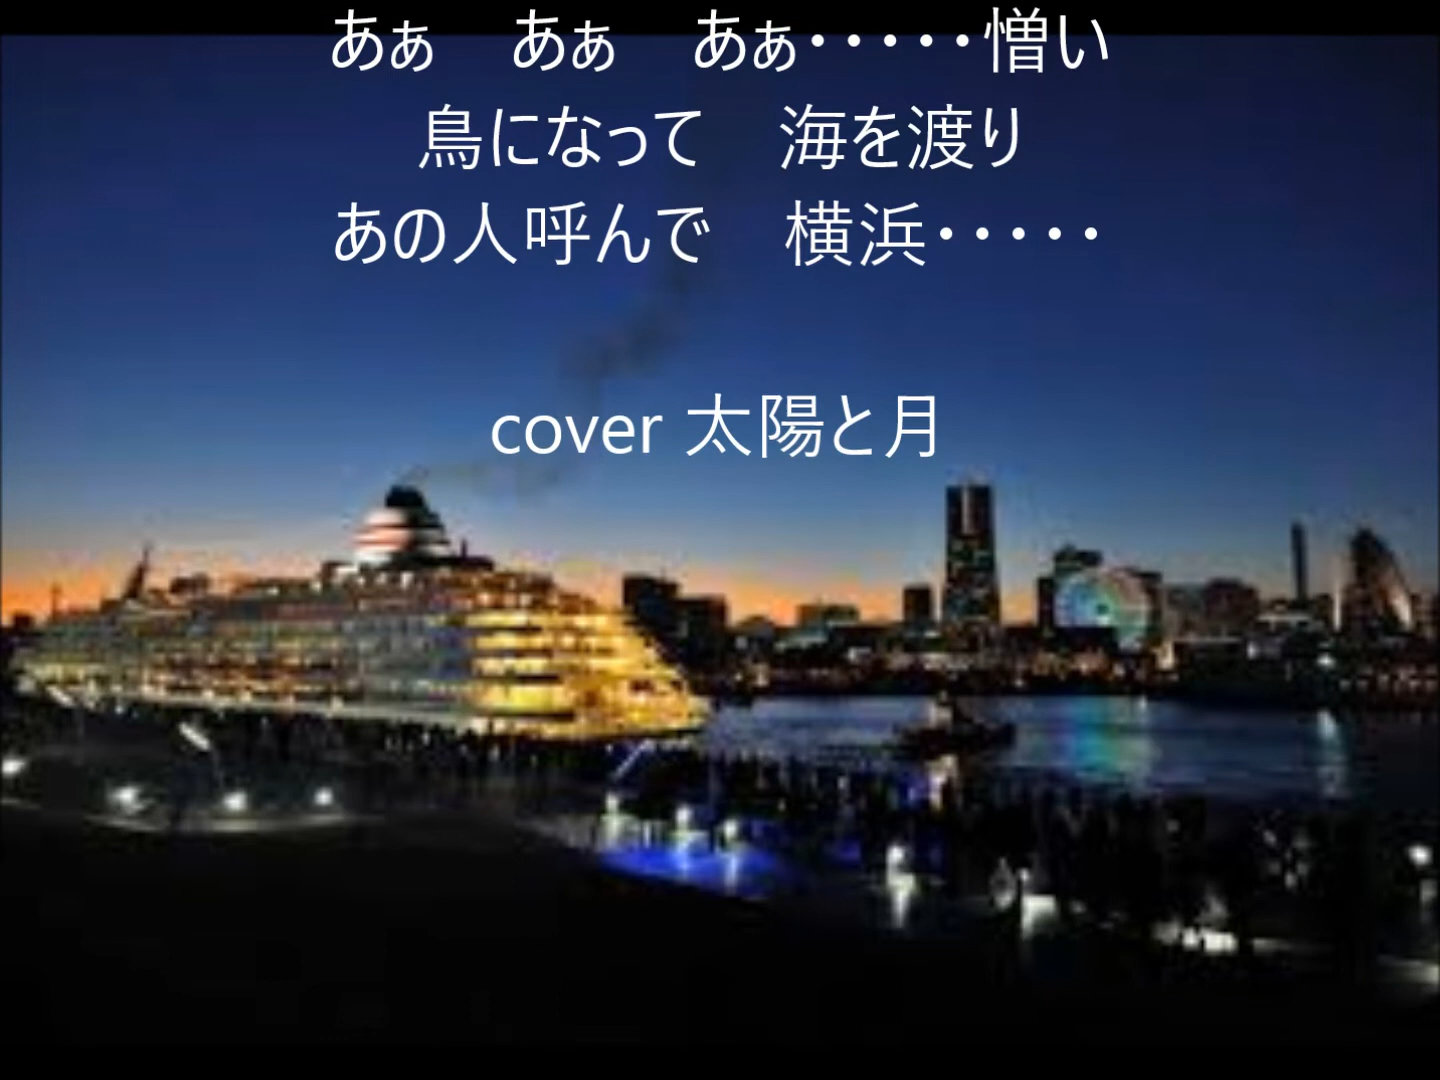 あぁ　あぁ　あぁ･････憎い
鳥になって　海を渡り
あの人呼んで　横浜･････
cover 太陽と月